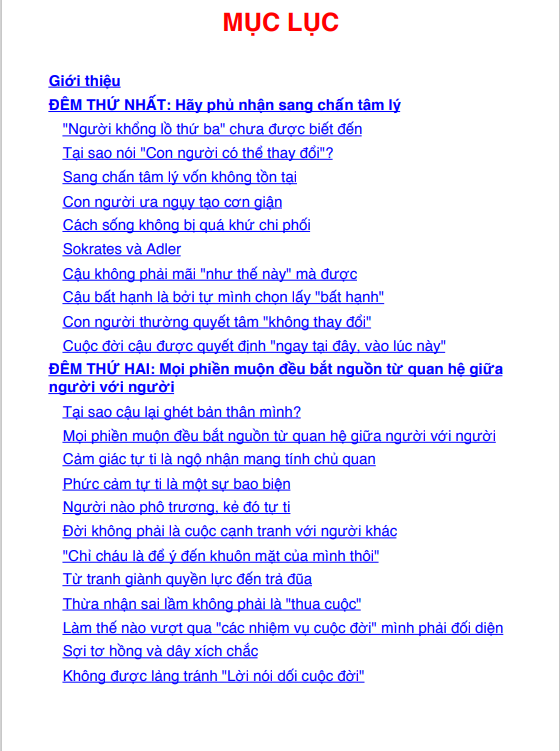 MỤC LỤC
Giới thiệu
ĐÊM THỨ NHẤT: Hãy phủ nhận sang chấn tâm lý
"Người khổng lồ thứ ba" chưa được biết đến
Tại sao nói "Con người có thể thay đổi"?
Sang chấn tâm lý vốn không tồn tại
Con người ưa ngụy tạo cơn giận
Cách sống không bị quá khứ chi phối
Sokrates và Adler
Cậu không phải mãi "như thế này" mà được
Cậu bất hạnh là bởi tự mình chọn lấy "bất hạnh"
Con người thường quyết tâm "không thay đổi"
Cuộc đời cậu được quyết định "ngay tại đây, vào lúc này"
ĐÊM THỨ HAI: Mọi phiền muộn đều bắt nguồn từ quan hệ giữa
người với người
Tại sao cậu lại ghét bản thân mình?
Mọi phiền muộn đều bắt nguồn từ quan hệ giữa người với người
Cảm giác tự ti là ngộ nhận mang tính chủ quan
Phức cảm tự ti là một sự bao biện
Người nào phô trương, kẻ đó tự ti
Đời không phải là cuộc cạnh tranh với người khác
"Chỉ cháu là để ý đến khuôn mặt của mình thôi"
Từ tranh giành quyền lực đến trả đũa
Thừa nhận sai lầm không phải là "thua cuộc"
Làm thế nào vượt qua "các nhiệm vụ cuộc đời" mình phải đối diện
Sợi tơ hồng và dây xích chắc
Không được lảng tránh "Lời nói dối cuộc đời"